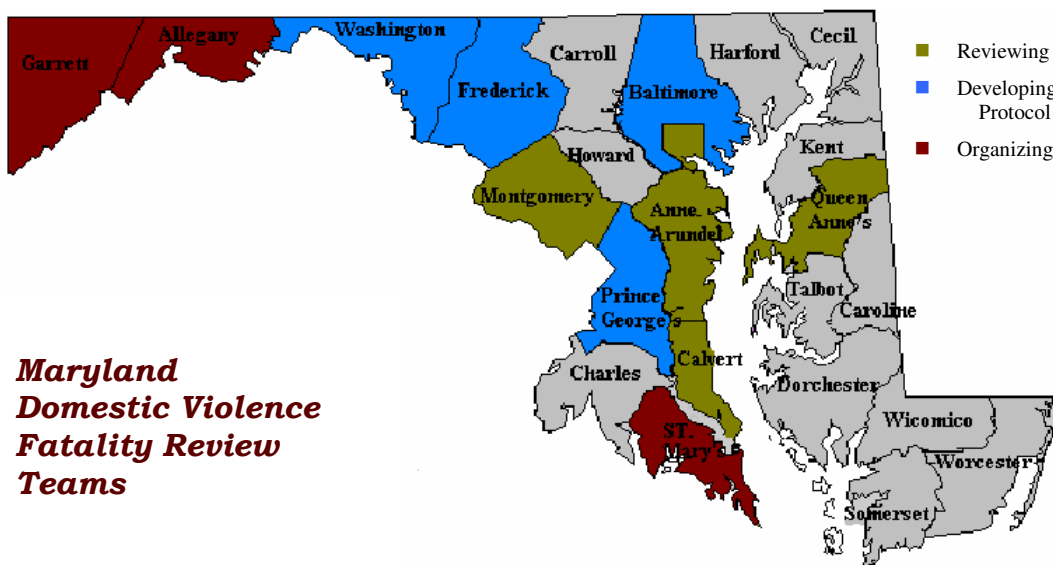 Garrett
Allegany
Washington
Frederick
Carroll
Baltimore
Harford
Cecil
Howard
Kent
Montgomery
Anne
Arundel
Queen
Anne's
Prince
George's
Talbot
Caroline
Calvert
Charles
Dorchester
ST.
Mary's
Wicomico
Worcester
Somerset
Reviewing
Developing
Protocol
Organizing
Maryland
Domestic Violence
Fatality Review
Teams